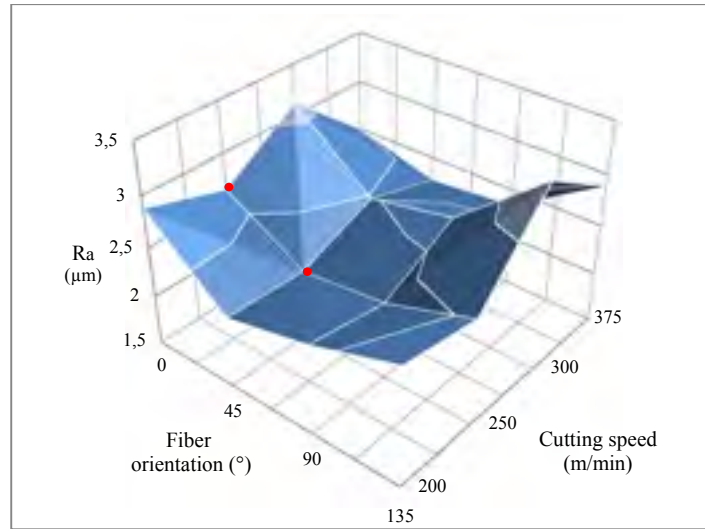 3,5
3
Ra
(µm)
2,5
2
1,5
0
45
90
135
Fiber
orientation (°)
200
250
300
375
Cutting speed
(m/min)